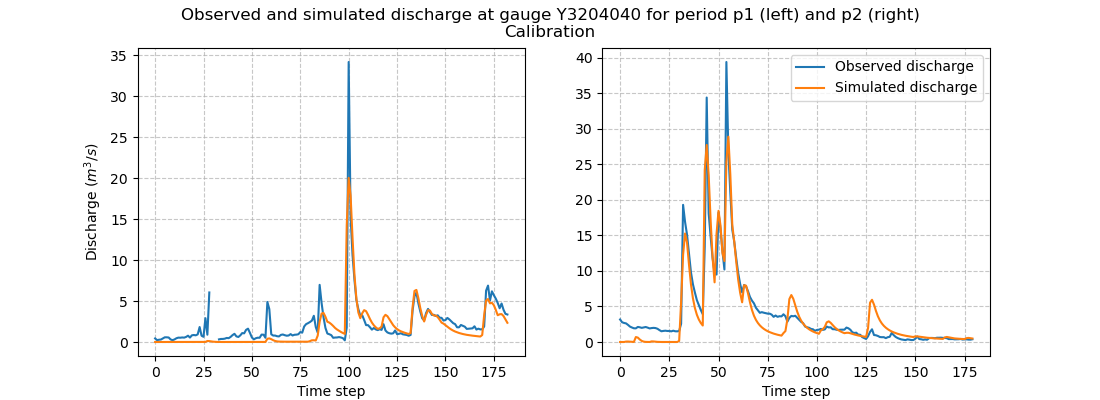 Observed and simulated discharge at gauge Y3204040 for period p1 (left) and p2 (right)
Calibration
Discharge (m³/s)
35
30
25
20
15
10
5
0
0 25 50 75 100 125 150 175
Time step
40
35
30
25
20
15
10
5
0
0 25 50 75 100 125 150 175
Time step
Observed discharge
Simulated discharge